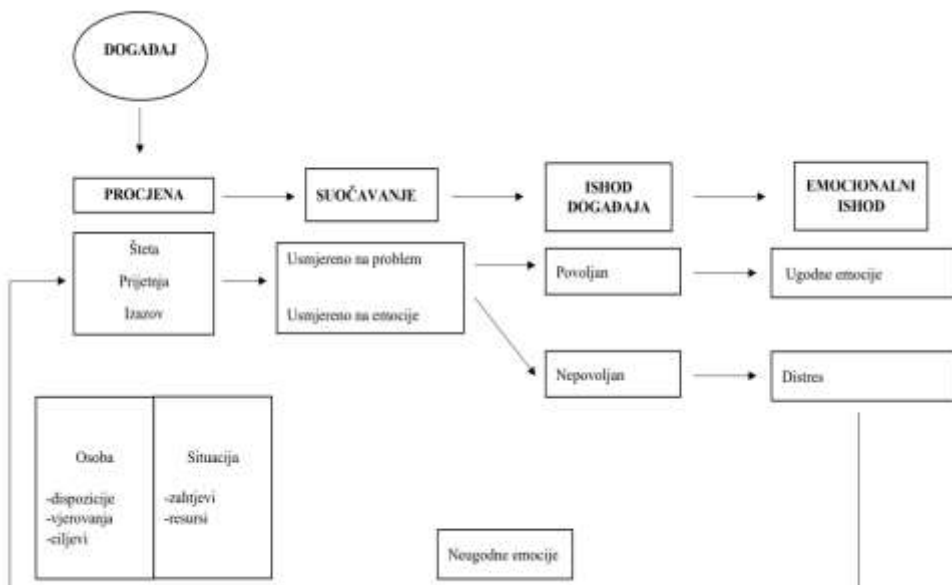 DOGAĐAJ
PROCJENA
SUOČAVANJE
ISHOD
DOGAĐAJA
EMOCIONALNI
ISHOD
Šteta
Prijetnja
Izazov
Usmjereno na problem
Usmjereno na emocije
Povoljan
Ugodne emocije
Nepovoljan
Distres
Osoba
-dispozicije
-vjerovanja
-ciljevi
Situacija
-zahtjevi
-resursi
Neugodne emocije